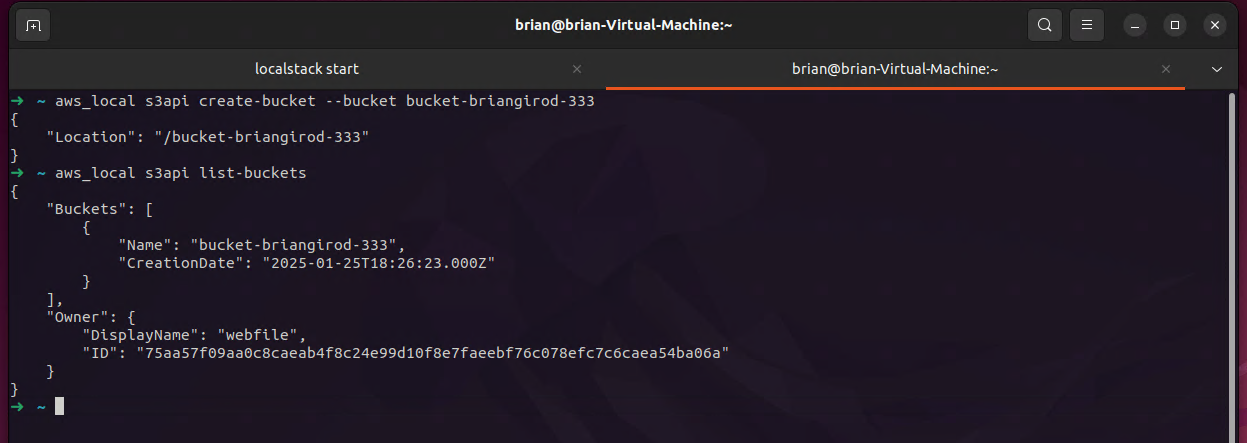 brian@brian-Virtual-Machine:~
localstack start
brian@brian-Virtual-Machine:~
➜  ~ aws_local s3api create-bucket --bucket bucket-briangirod-333
{
    "Location": "/bucket-briangirod-333"
}
➜  ~ aws_local s3api list-buckets
{
    "Buckets": [
        {
            "Name": "bucket-briangirod-333",
            "CreationDate": "2025-01-25T18:26:23.000Z"
        }
    ],
    "Owner": {
        "DisplayName": "webfile",
        "ID": "75aa57f09aa0c8caeab4f8c24e99d10f8e7faeebf76c078efc7c6caea54ba06a"
    }
}
➜  ~